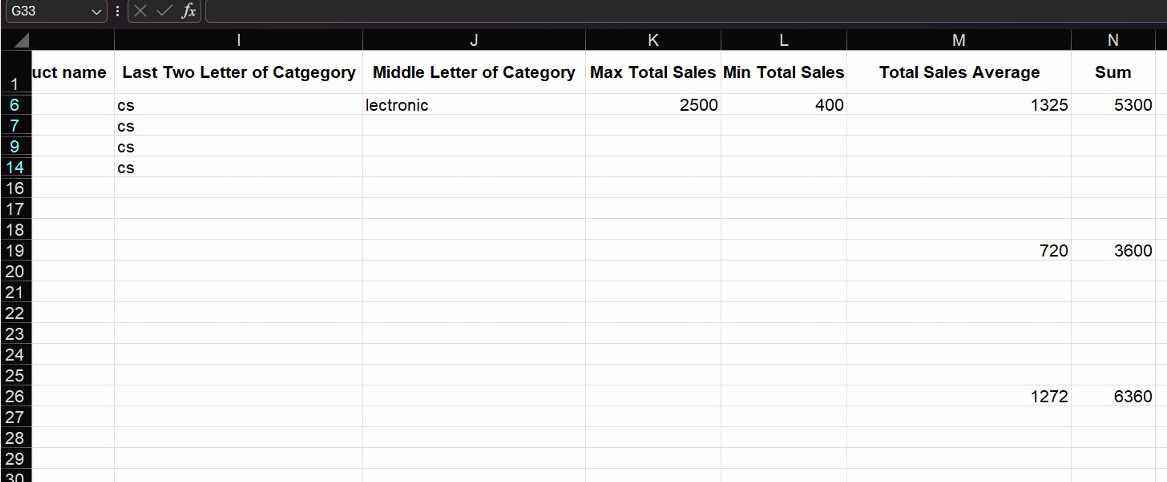 G33 fx
I J K L M N
1 uct name Last Two Letter of Catgegory Middle Letter of Category Max Total Sales Min Total Sales Total Sales Average Sum
6 cs lectronic 2500 400 1325 5300
7 cs
9 cs
14 cs
16
17
18
19 720 3600
20
21
22
23
24
25
26 1272 6360
27
28
29
30